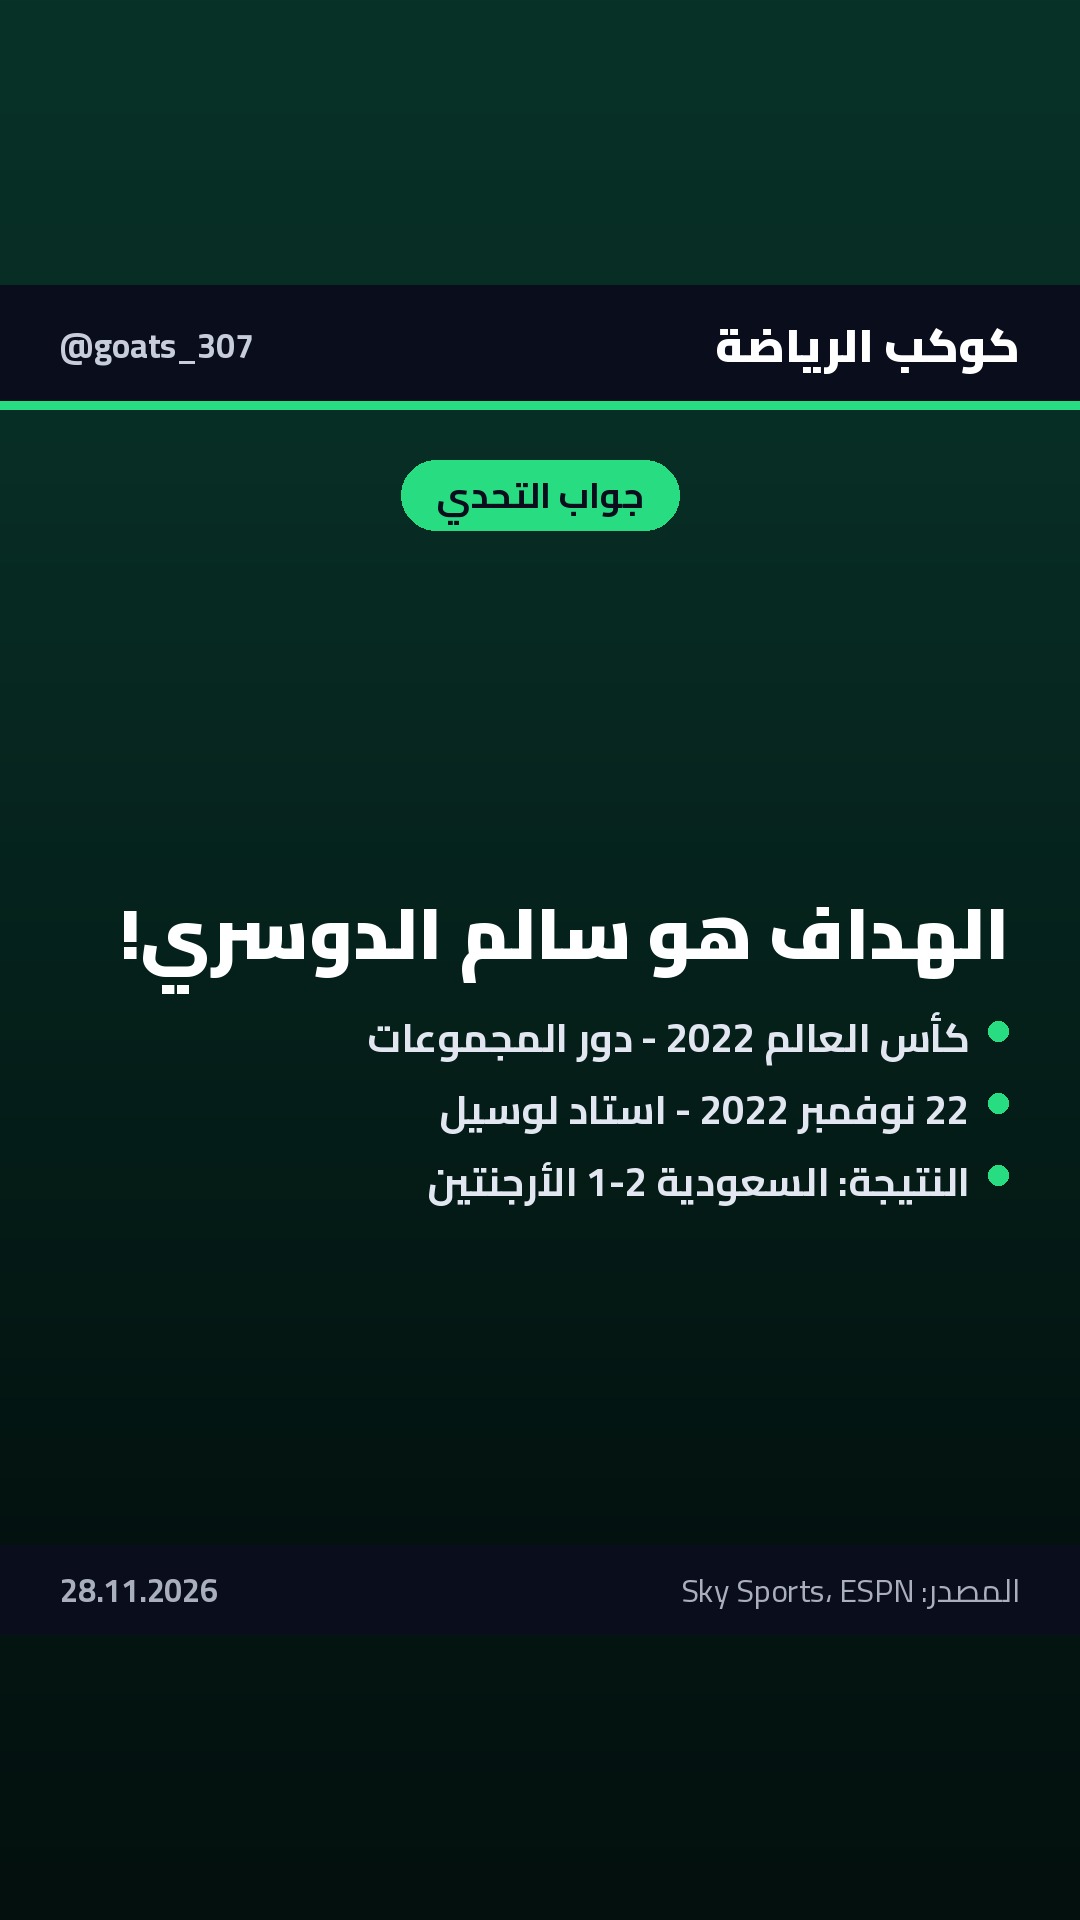 كوكب الرياضة
@goats_307
جواب التحدي
الهداف هو سالم الدوسري!
كأس العالم 2022 - دور المجموعات
22 نوفمبر 2022 - استاد لوسيل
النتيجة: السعودية 2-1 الأرجنتين
المصدر: Sky Sports، ESPN
28.11.2026